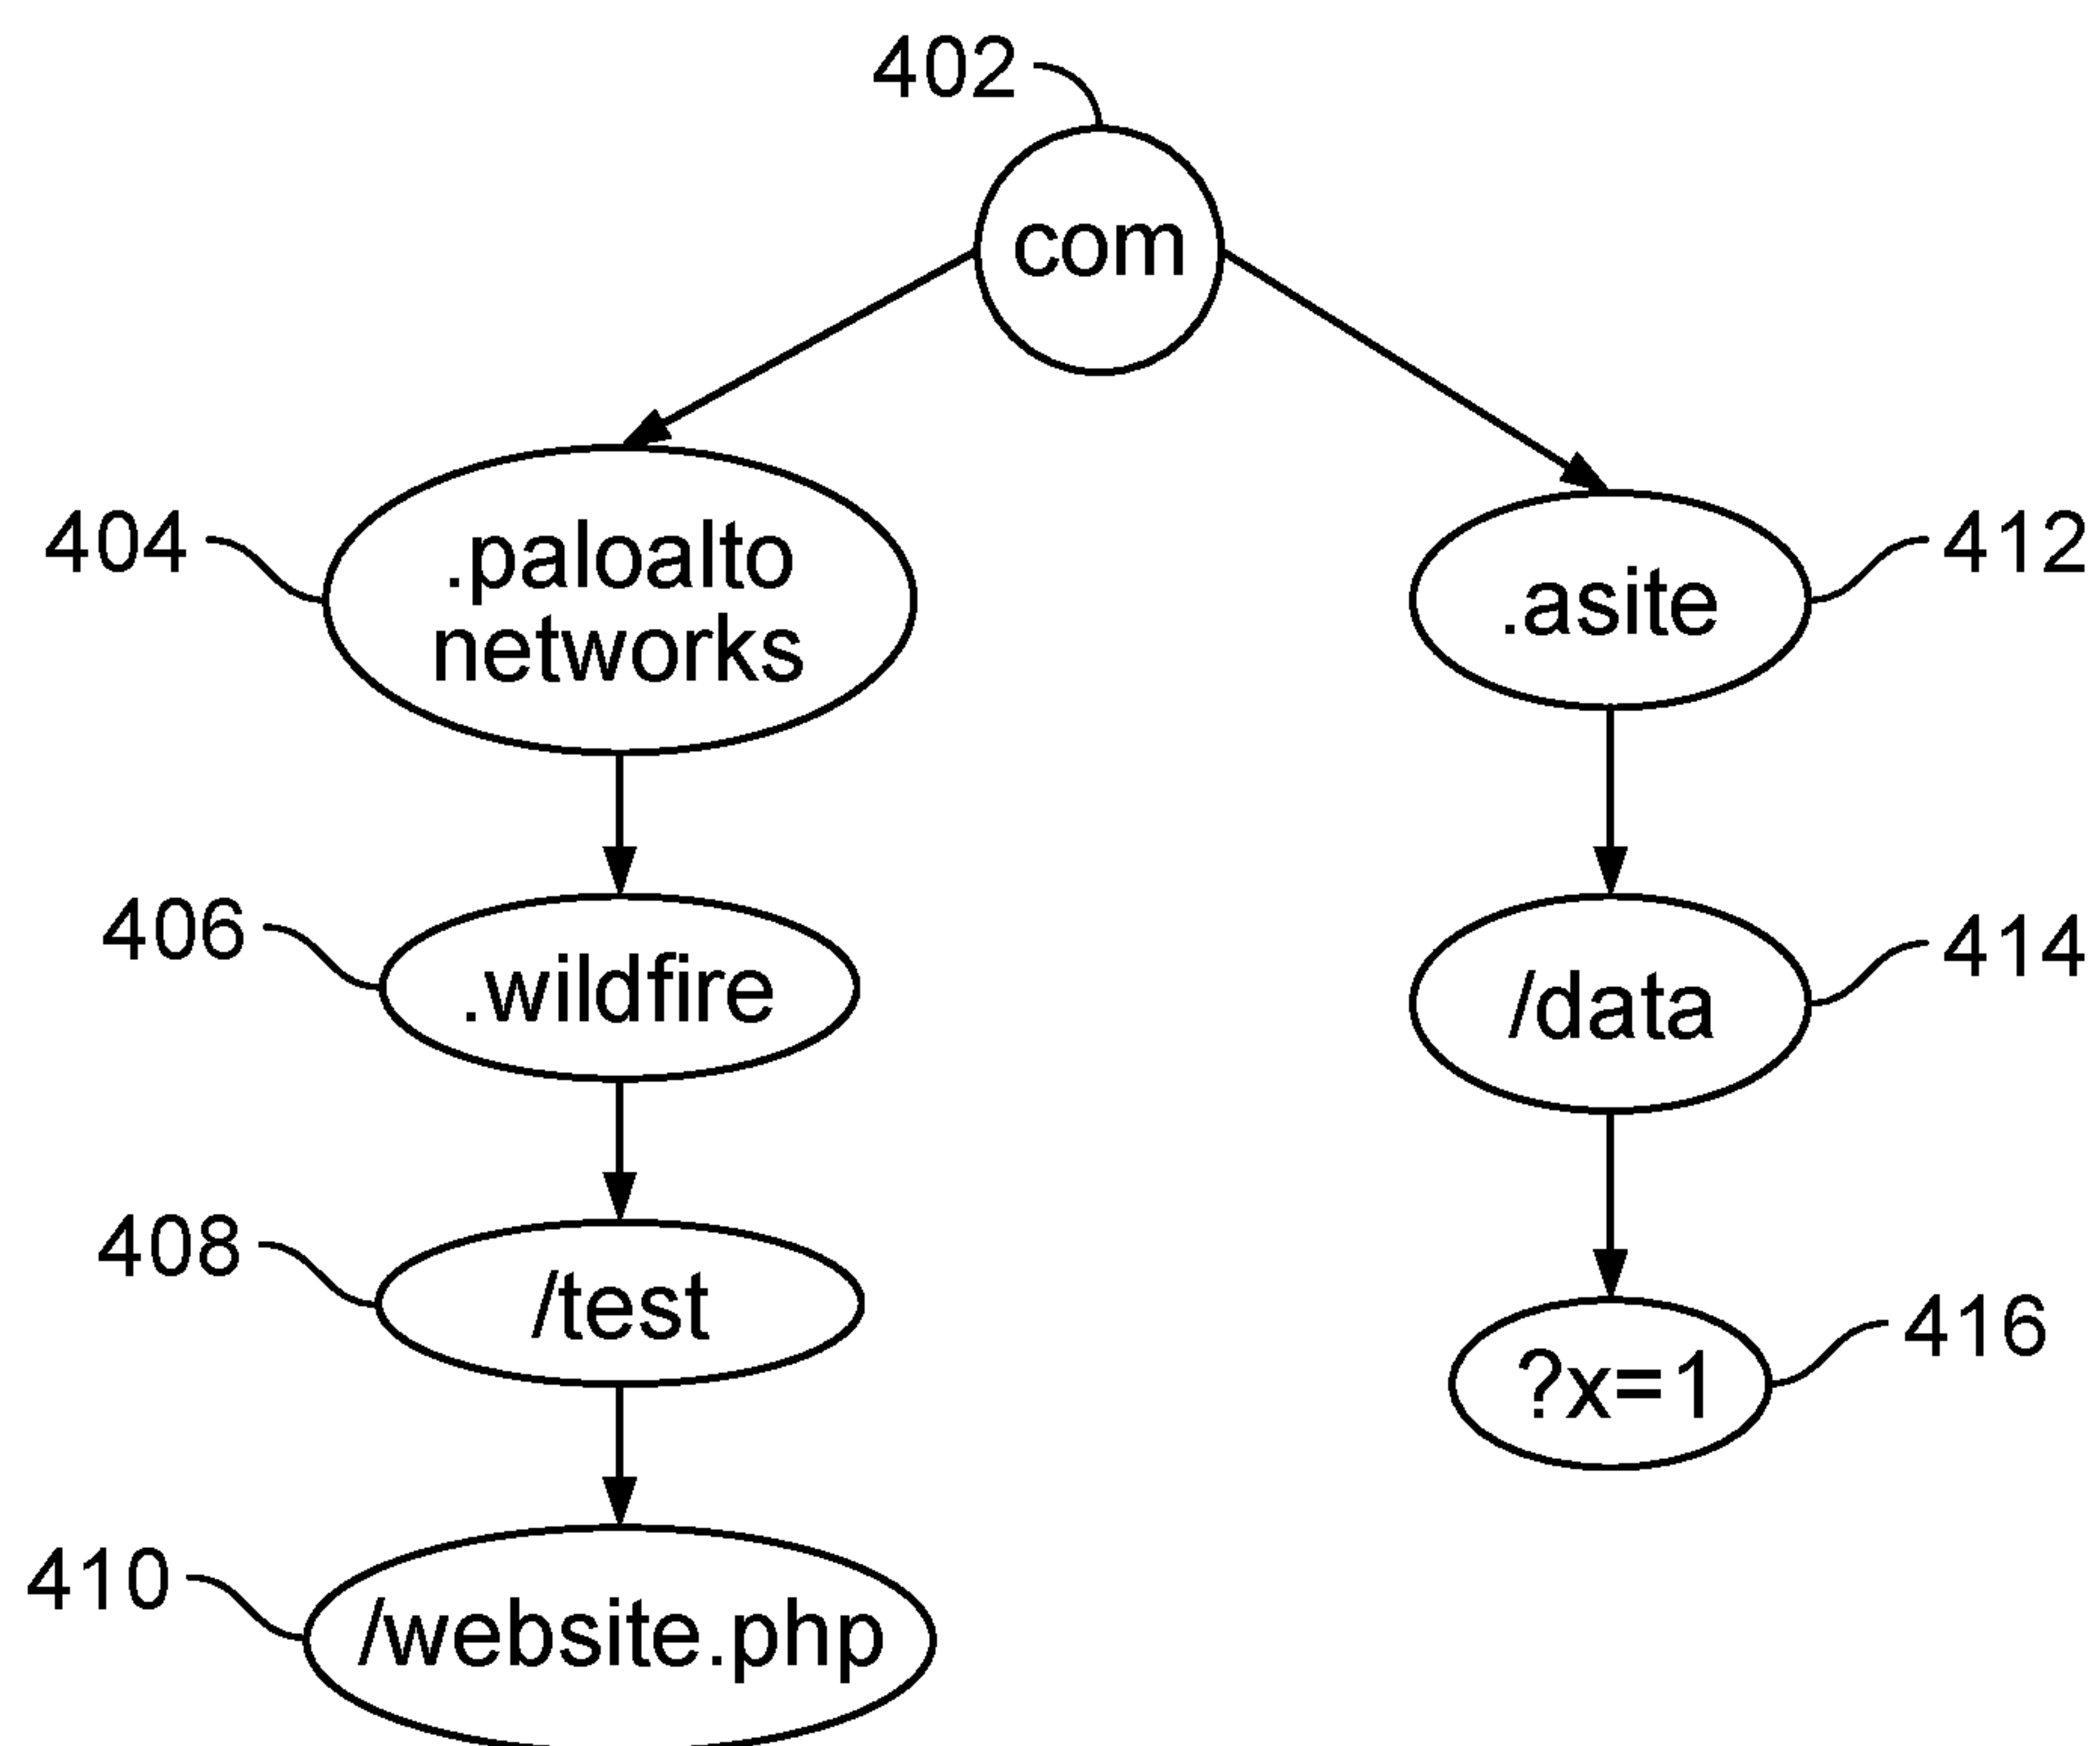 402
com
404
.paloalto
networks
412
.asite
406
.wildfire
414
/data
408
/test
416
?x=1
410
/website.php